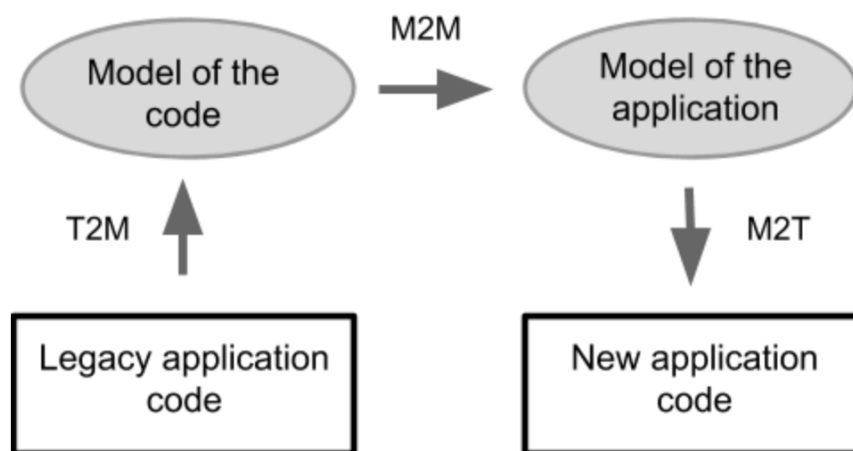 M2M
Model of the
code
Model of the
application
T2M
M2T
Legacy application
code
New application
code